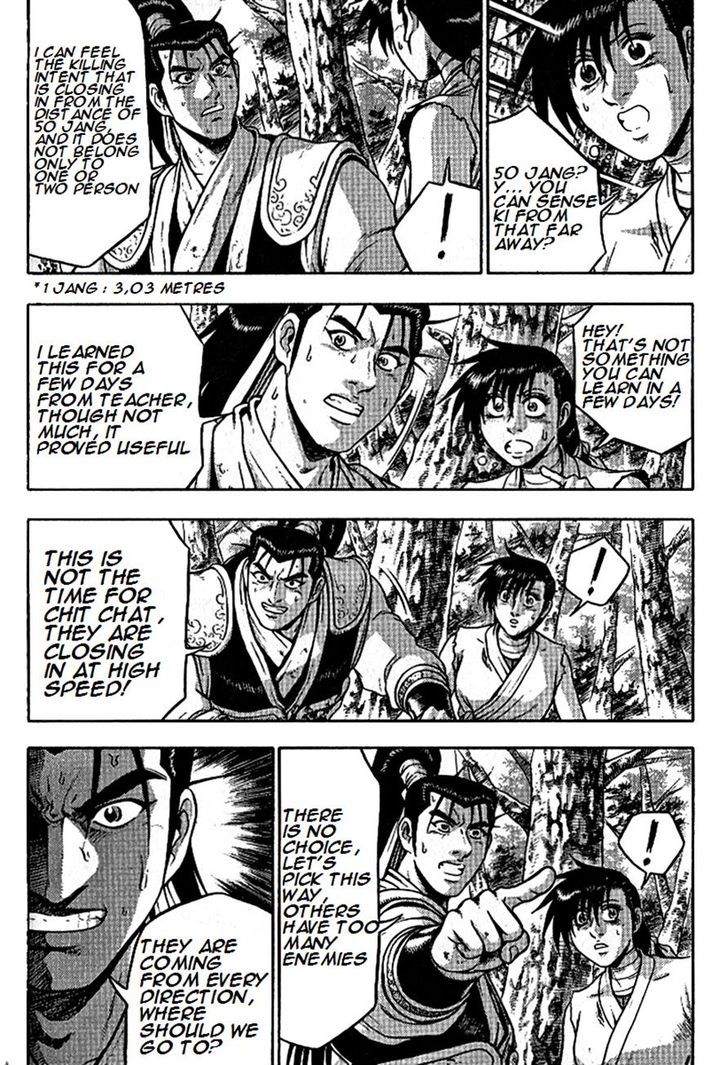 50 JANG?
Y... YOU
CAN SENSE
KI FROM
THAT FAR
AWAY?
I CAN FEEL
THE KILLING
INTENT THAT
IS CLOSING
IN FROM THE
DISTANCE OF
50 JANG,
AND IT DOES
NOT BELONG
ONLY TO
ONE OR
TWO PERSON
!
*1 JANG : 3,03 METRES
HEY!
THAT'S NOT
SOMETHING
YOU CAN
LEARN IN A
FEW DAYS!
I LEARNED
THIS FOR A
FEW DAYS
FROM TEACHER,
THOUGH NOT
MUCH, IT
PROVED USEFUL
!
THIS IS
NOT THE
TIME FOR
CHIT CHAT,
THEY ARE
CLOSING
IN AT HIGH
SPEED!
!
THERE
IS NO
CHOICE,
LET'S
PICK THIS
WAY,
OTHERS
HAVE TOO
MANY
ENEMIES
THEY ARE
COMING
FROM EVERY
DIRECTION,
WHERE
SHOULD WE
GO TO?